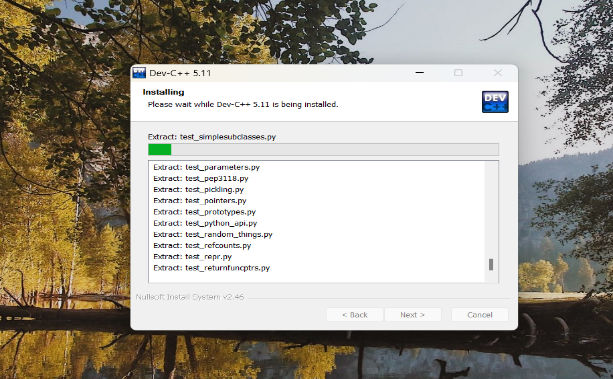 Dev-C++ 5.11
Installing
Please wait while Dev-C++ 5.11 is being installed.
DEV
C++
Extract: test_simplesubclasses.py
Extract: test_parameters.py
Extract: test_pep3118.py
Extract: test_pickling.py
Extract: test_pointers.py
Extract: test_prototypes.py
Extract: test_python_api.py
Extract: test_random_things.py
Extract: test_refcounts.py
Extract: test_repr.py
Extract: test_returnfuncptrs.py
Nullsoft Install System v2.46
< Back Next > Cancel